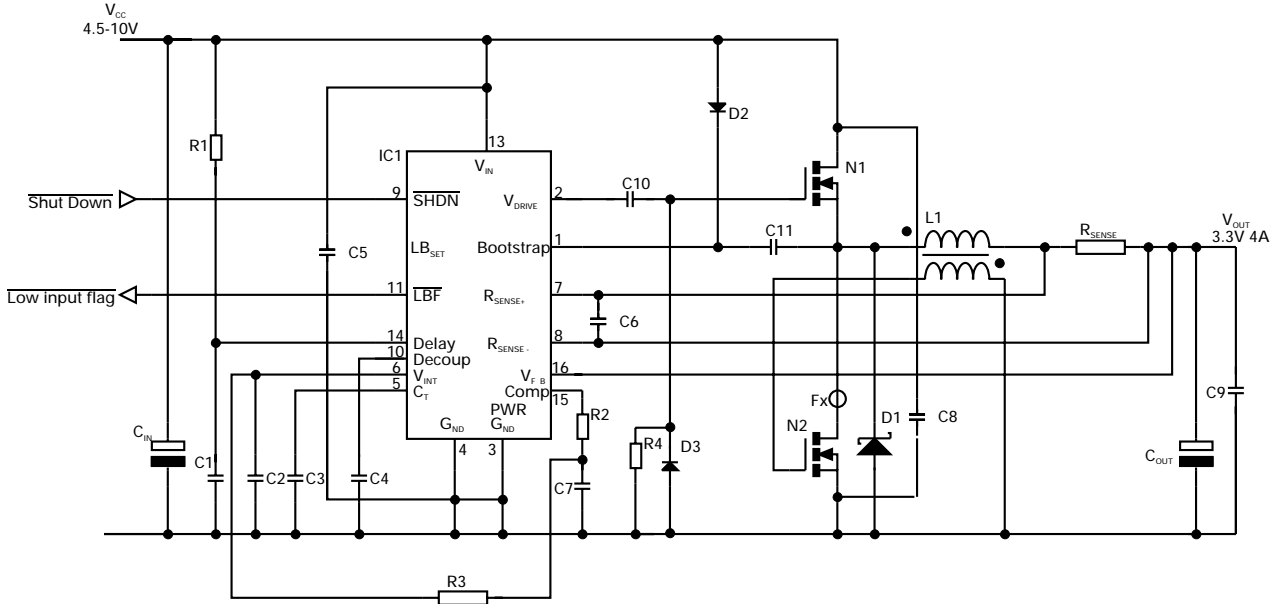 VCC
4.5-10V
D2
R1
13
IC1
VIN
N1
C10
Shut Down
9
SHDN
VDRIVE
2
L1
VOUT
3.3V 4A
C11
RSENSE
C5
LBSET
Bootstrap
1
Low input flag
11
LBF
RSENSE+
7
C6
14
Delay
RSENSE -
8
10
Decoup
6
VINT
VFB
16
5
CT
Comp
15
PWR
Fx
C9
R2
N2
D1
C8
GND
GND
CIN
4
3
R4
D3
C1
C2
C3
C4
C7
COUT
R3